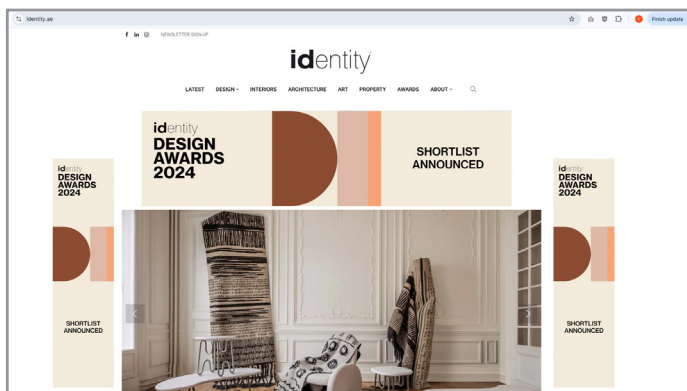 identity.ae
Finish update
NEWSLETTER SIGN-UP
identity
LATEST DESIGN INTERIORS ARCHITECTURE ART PROPERTY AWARDS ABOUT
identity
DESIGN
AWARDS
2024
SHORTLIST
ANNOUNCED
identity
DESIGN
AWARDS
2024
SHORTLIST
ANNOUNCED
identity
DESIGN
AWARDS
2024
SHORTLIST
ANNOUNCED